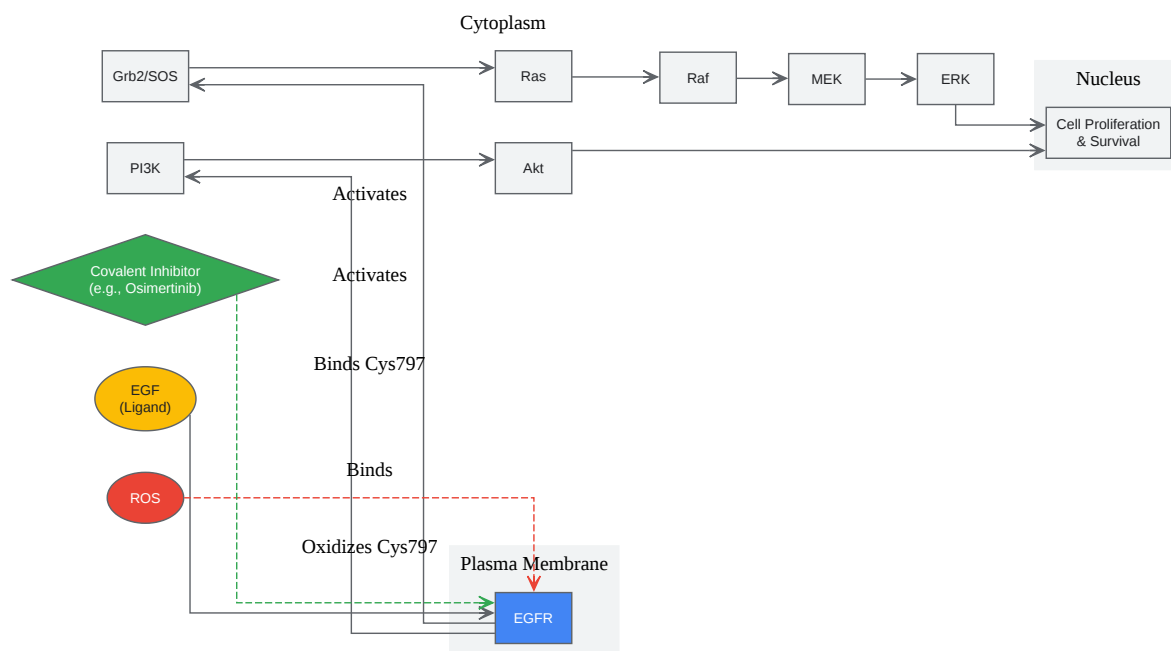 Cytoplasm
Grb2/SOS
Ras
Raf
MEK
ERK
Nucleus
Cell Proliferation
& Survival
PI3K
Akt
Activates
Covalent Inhibitor
(e.g., Osimertinib)
Activates
Binds Cys797
EGF
(Ligand)
Binds
ROS
Oxidizes Cys797
Plasma Membrane
EGFR